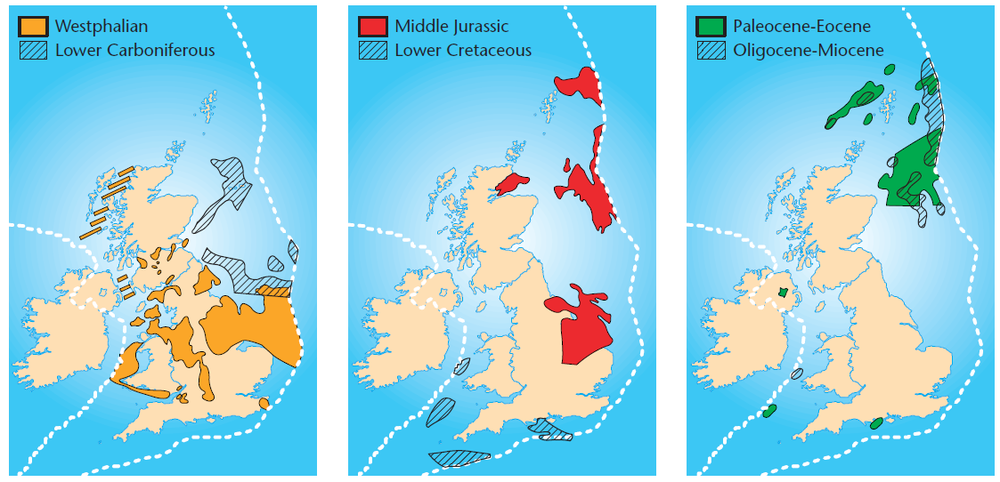 Westphalian
Lower Carboniferous
Middle Jurassic
Lower Cretaceous
Paleocene-Eocene
Oligocene-Miocene